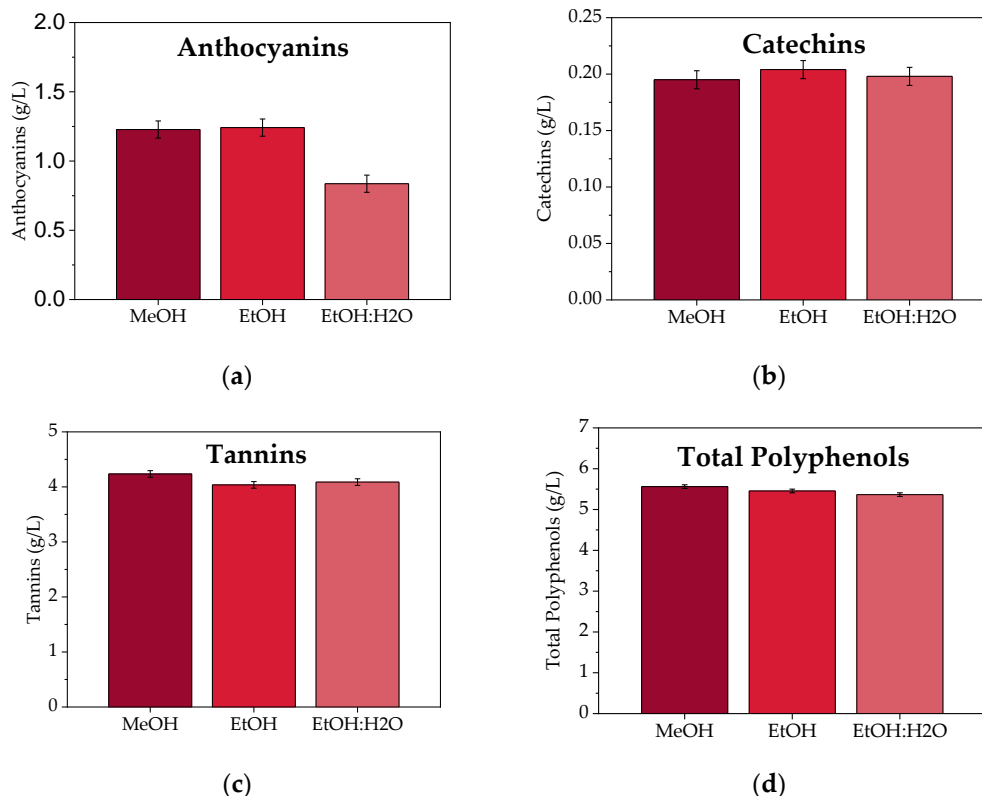 Anthocyanins
Anthocyanins (g/L)
2.0
1.5
1.0
0.5
0.0
MeOH
EtOH
EtOH:H2O
(a)
Catechins
Catechins (g/L)
0.25
0.20
0.15
0.10
0.05
0.00
MeOH
EtOH
EtOH:H2O
(b)
Tannins
Tannins (g/L)
5
4
3
2
1
0
MeOH
EtOH
EtOH:H2O
(c)
Total Polyphenols
Total Polyphenols (g/L)
7
6
5
4
3
2
1
0
MeOH
EtOH
EtOH:H2O
(d)